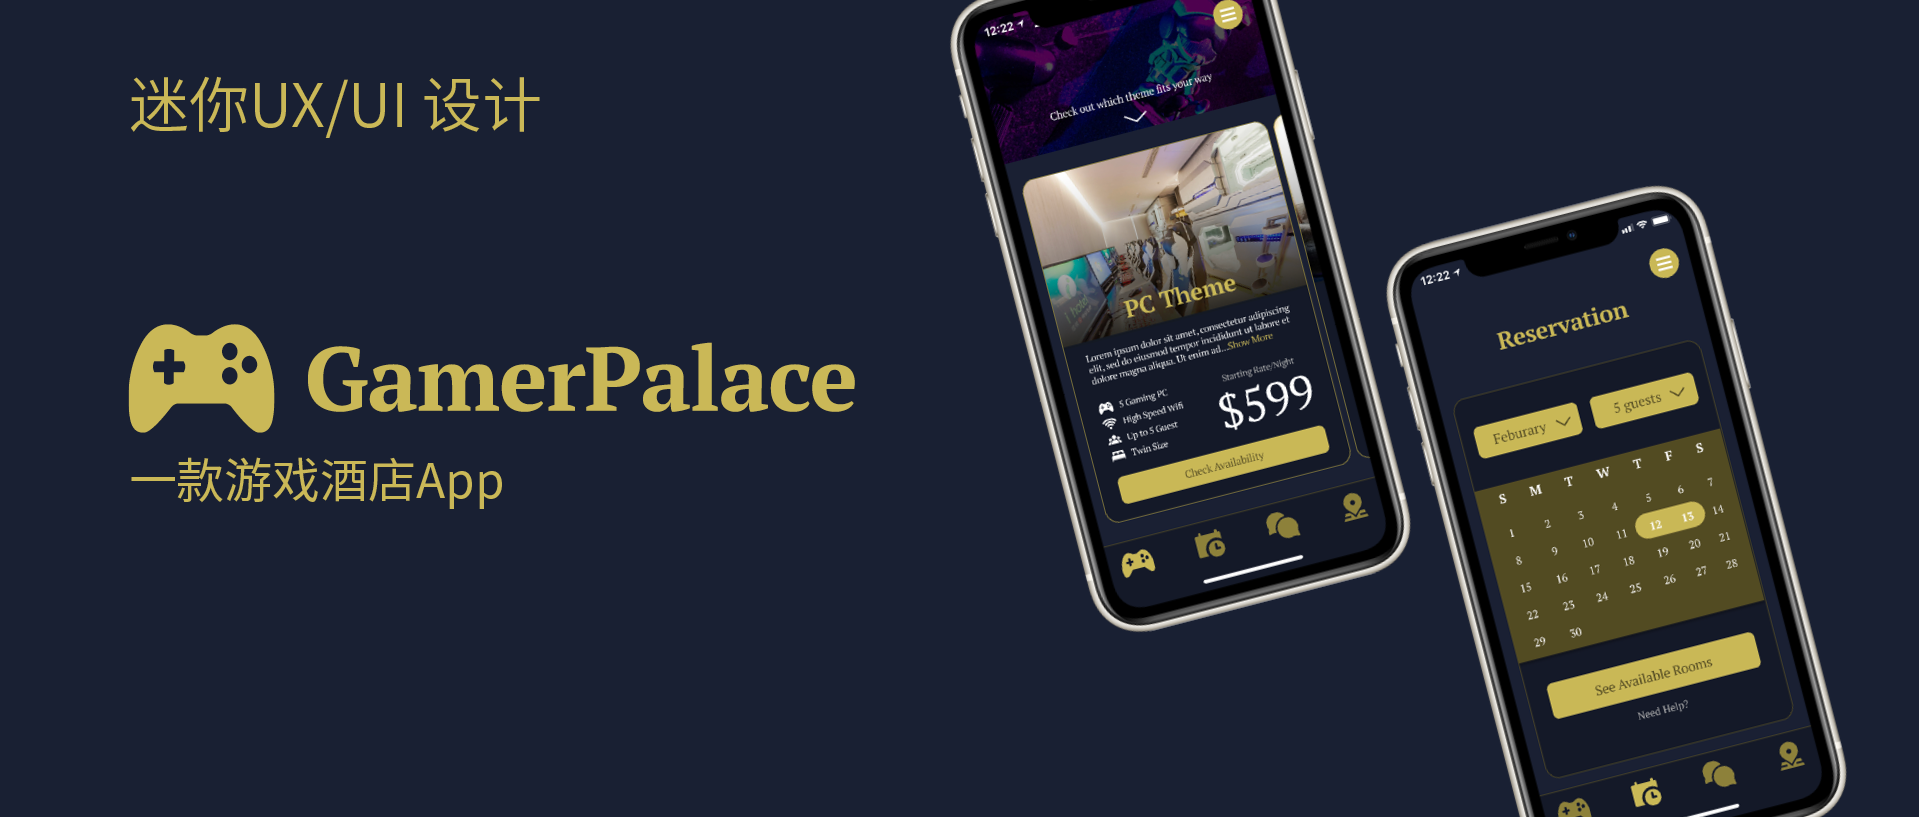 迷你UX/UI 设计
GamerPalace
一款游戏酒店App
12:22
Check out which theme fits your way
PC Theme
Lorem ipsum dolor sit amet, consectetur adipiscing
elit, sed do eiusmod tempor incididunt ut labore et
dolore magna aliqua. Ut enim ad...Show More
5 Gaming PC
High Speed Wifi
Up to 5 Guest
Twin Size
Starting Rate/Night
$599
Check Availability
12:22
Reservation
Feburary
5 guests
S M T W T F S
1 2 3 4 5 6 7
8 9 10 11 12 13 14
15 16 17 18 19 20 21
22 23 24 25 26 27 28
29 30
See Available Rooms
Need Help?